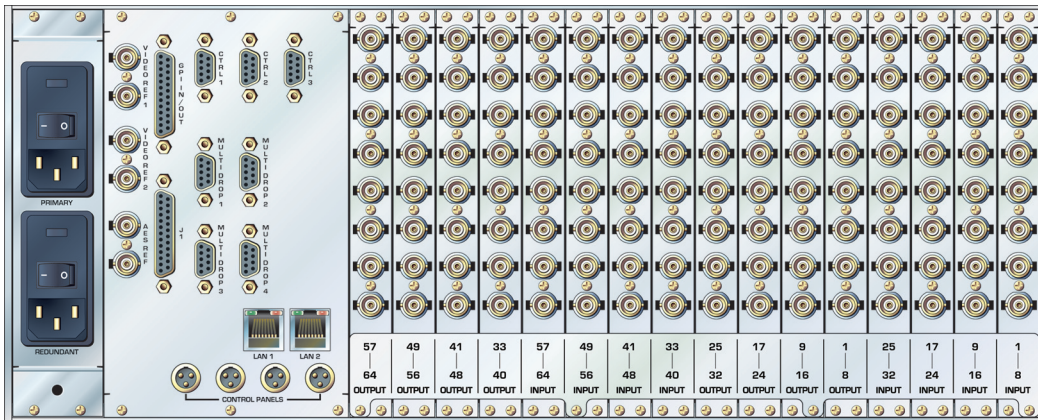 PRIMARY
I O
REDUNDANT
I O
VIDEO REF 1
VIDEO REF 2
AES REF
GPI IN/OUT
J1
CTRL 1
CTRL 2
CTRL 3
MULTIDROP 1
MULTIDROP 2
MULTIDROP 3
MULTIDROP 4
LAN 1 LAN 2
CONTROL PANELS
57 49 41 33 57 49 41 33 25 17 9 1 25 17 9 1
64 56 48 40 64 56 48 40 32 24 16 8 32 24 16 8
OUTPUT OUTPUT OUTPUT OUTPUT INPUT INPUT INPUT INPUT OUTPUT OUTPUT OUTPUT OUTPUT INPUT INPUT INPUT INPUT